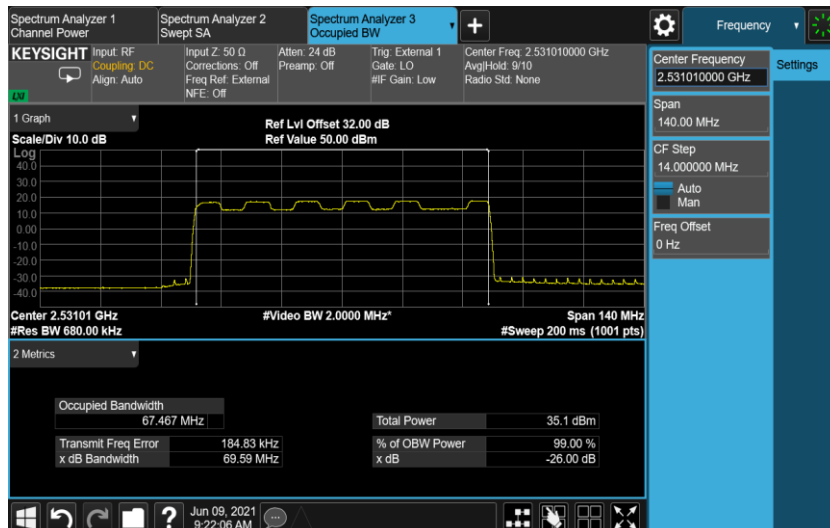 Spectrum Analyzer 1
Channel Power
Spectrum Analyzer 2
Swept SA
Spectrum Analyzer 3
Occupied BW
Frequency
KEYSIGHT
Input: RF
Coupling: DC
Align: Auto
LXI
Input Z: 50 Ω
Corrections: Off
Freq Ref: External
NFE: Off
Atten: 24 dB
Preamp: Off
Trig: External 1
Gate: LO
#IF Gain: Low
Center Freq: 2.531010000 GHz
Avg|Hold: 9/10
Radio Std: None
Center Frequency
2.531010000 GHz
Settings
Span
140.00 MHz
CF Step
14.000000 MHz
Auto
Man
Freq Offset
0 Hz
1 Graph
Scale/Div 10.0 dB
Ref Lvl Offset 32.00 dB
Ref Value 50.00 dBm
Log
40.0
30.0
20.0
10.0
0.00
-10.0
-20.0
-30.0
-40.0
Center 2.53101 GHz
#Video BW 2.0000 MHz*
Span 140 MHz
#Res BW 680.00 kHz
#Sweep 200 ms (1001 pts)
2 Metrics
Occupied Bandwidth
67.467 MHz
Total Power 35.1 dBm
Transmit Freq Error 184.83 kHz
% of OBW Power 99.00 %
x dB Bandwidth 69.59 MHz
x dB -26.00 dB
?
Jun 09, 2021
9:22:06 AM